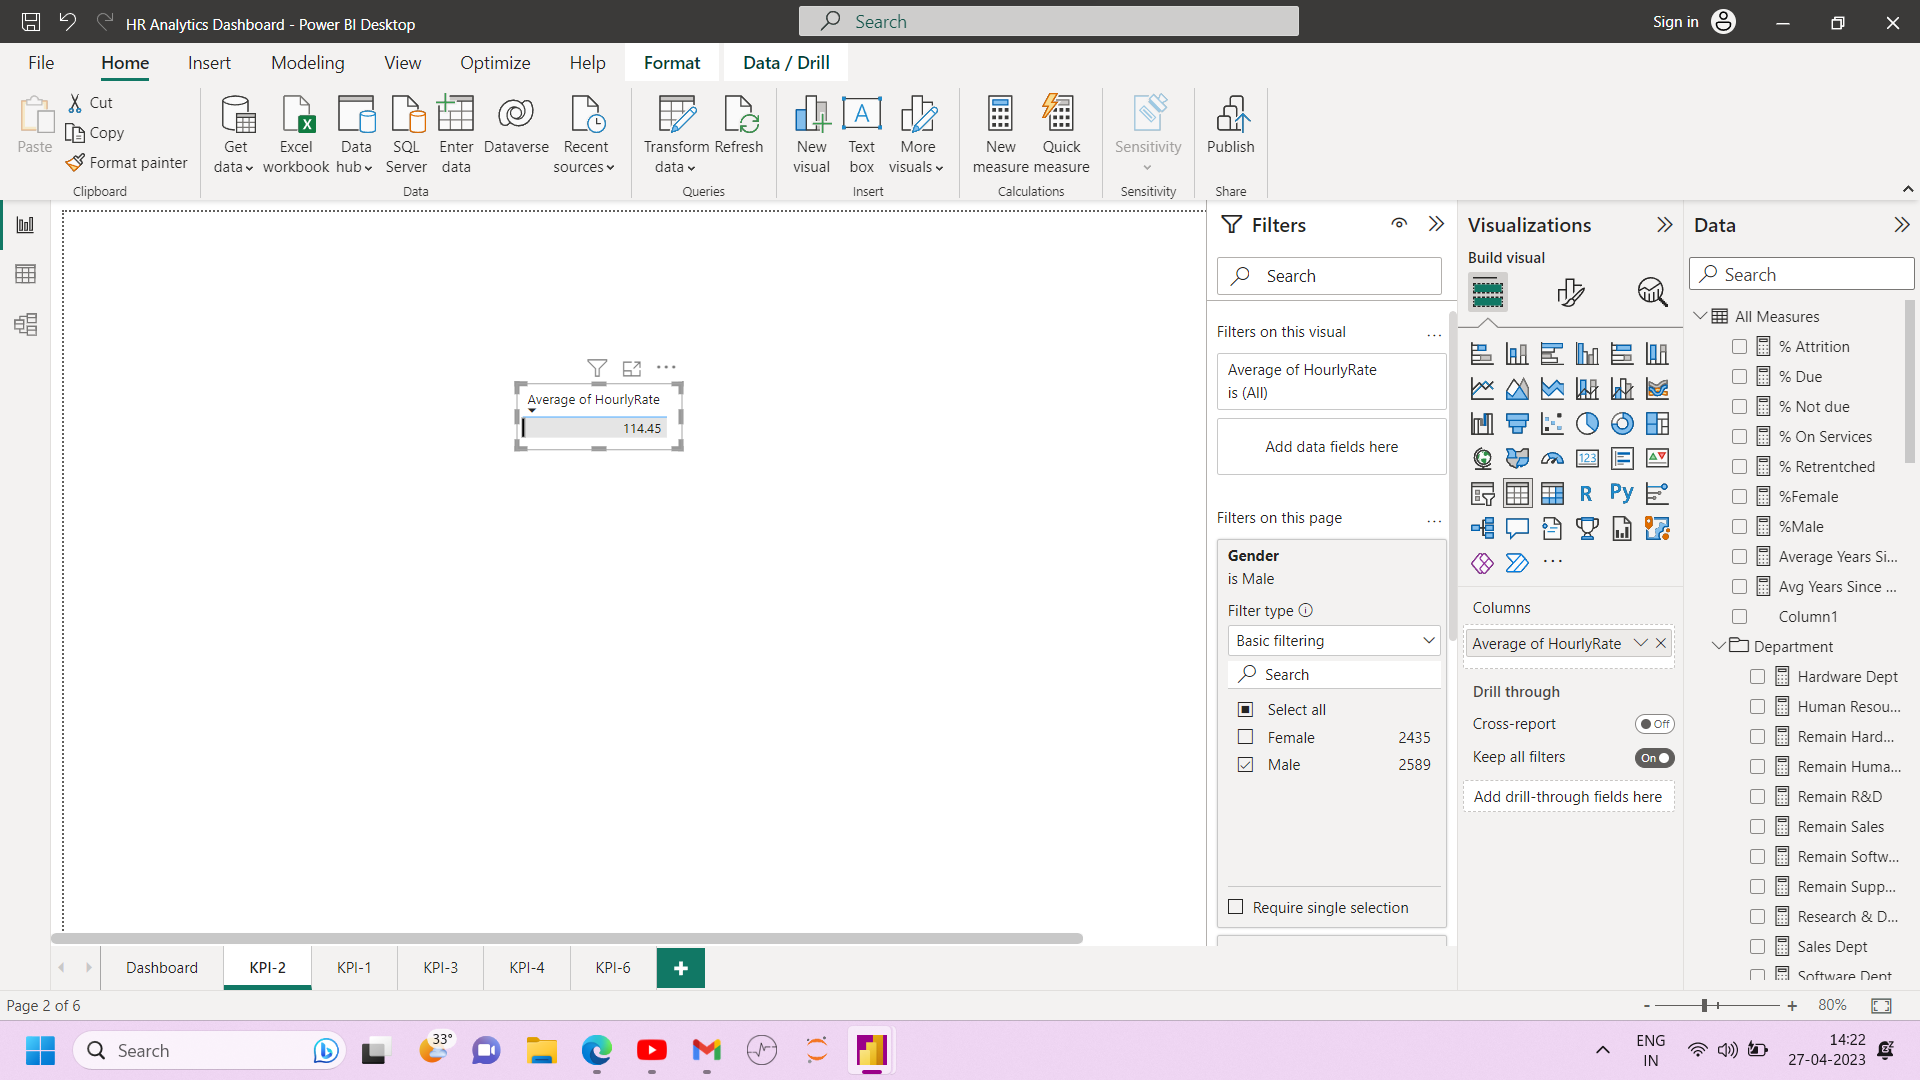 HR Analytics Dashboard - Power BI Desktop
Search
Sign in
File
Home
Insert
Modeling
View
Optimize
Help
Format
Data / Drill
Paste
Cut
Copy
Format painter
Clipboard
Get data
Excel workbook
Data hub
SQL Server
Enter data
Dataverse
Recent sources
Data
Transform data
Refresh
Queries
New visual
A
Text box
More visuals
Insert
New measure
Quick measure
Calculations
Sensitivity
Sensitivity
Publish
Share
Average of HourlyRate
114.45
Filters
Search
Filters on this visual
...
Average of HourlyRate
is (All)
Add data fields here
Filters on this page
...
Gender
is Male
Filter type
Basic filtering
Search
Select all
Female 2435
Male 2589
Require single selection
Visualizations
Build visual
123
R
Py
...
Columns
Average of HourlyRate
Drill through
Cross-report
Off
Keep all filters
On
Add drill-through fields here
Data
Search
All Measures
% Attrition
% Due
% Not due
% On Services
% Retrentched
%Female
%Male
Average Years Si...
Avg Years Since ...
Column1
Department
Hardware Dept
Human Resou...
Remain Hard...
Remain Huma...
Remain R&D
Remain Sales
Remain Softw...
Remain Supp...
Research & D...
Sales Dept
Software Dept
Dashboard
KPI-2
KPI-1
KPI-3
KPI-4
KPI-6
+
Page 2 of 6
- + 80%
Search
33°
ENG
IN
14:22
27-04-2023